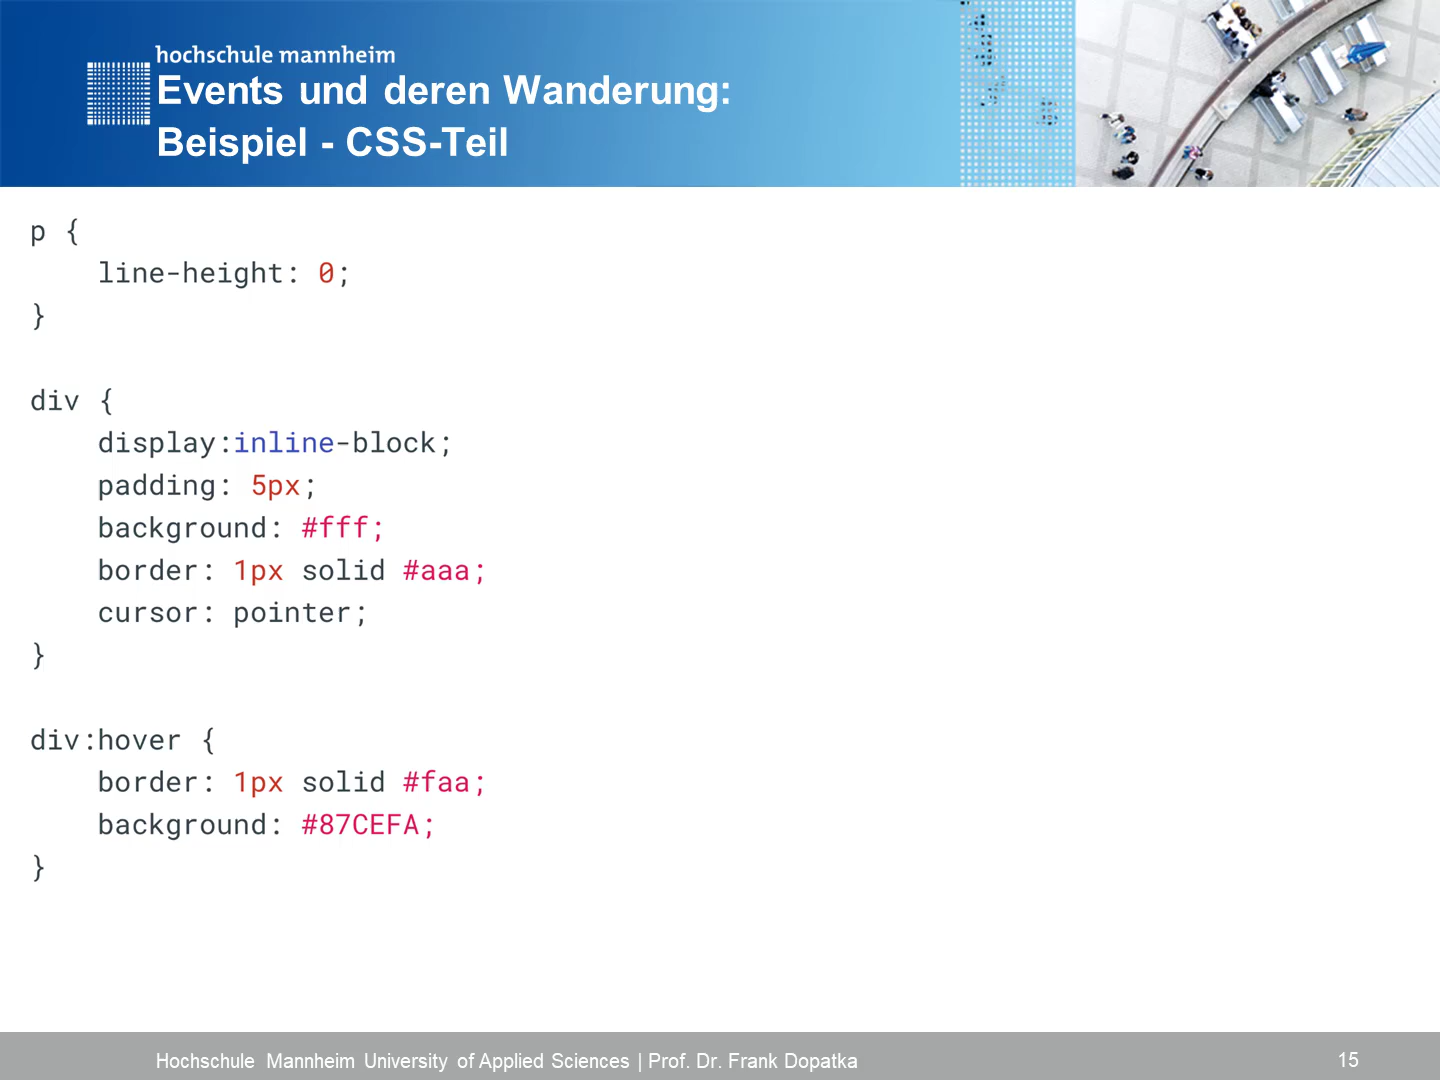 hochschule mannheim
Events und deren Wanderung:
Beispiel - CSS-Teil
p {
    line-height: 0;
}
div {
    display:inline-block;
    padding: 5px;
    background: #fff;
    border: 1px solid #aaa;
    cursor: pointer;
}
div:hover {
    border: 1px solid #faa;
    background: #87CEFA;
}
Hochschule Mannheim University of Applied Sciences | Prof. Dr. Frank Dopatka
15